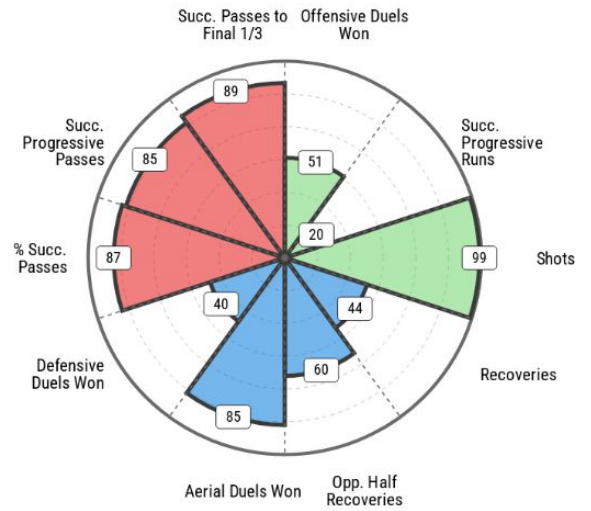 Succ. Passes to
Final 1/3
Offensive Duels
Won
89
Succ.
Progressive
Passes
85
51
Succ.
Progressive
Runs
20
% Succ.
Passes
87
99
Shots
40
44
Defensive
Duels Won
60
Recoveries
85
Aerial Duels Won
Opp. Half
Recoveries